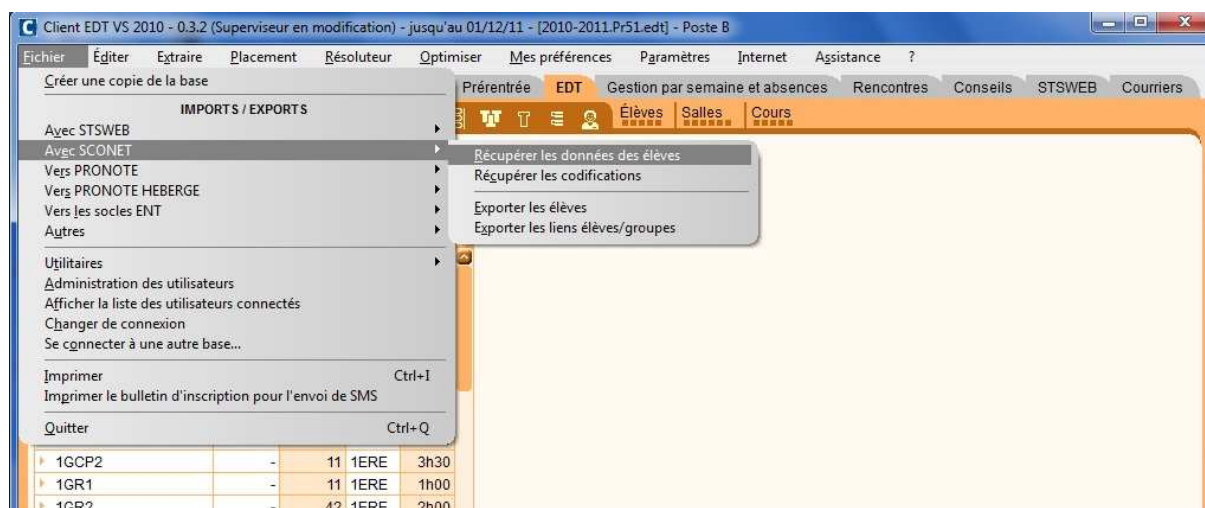 Client EDT VS 2010 - 0.3.2 (Superviseur en modification) - jusqu'au 01/12/11 - [2010-2011.Pr51.edt] - Poste B
Fichier Éditer Extraire Placement Résoluteur Optimiser Mes préférences Paramètres Internet Assistance ?
Prérentrée EDT Gestion par semaine et absences Rencontres Conseils STSWEB Courriers
Élèves Salles Cours
Créer une copie de la base
IMPORTS / EXPORTS
Avec STSWEB
Avec SCONET
Vers PRONOTE
Vers PRONOTE HEBERGE
Vers les socles ENT
Autres
Utilitaires
Administration des utilisateurs
Afficher la liste des utilisateurs connectés
Changer de connexion
Se connecter à une autre base...
Imprimer Ctrl+I
Imprimer le bulletin d'inscription pour l'envoi de SMS
Quitter Ctrl+Q
Récupérer les données des élèves
Récupérer les codifications
Exporter les élèves
Exporter les liens élèves/groupes
1GCP2 - 11 1ERE 3h30
1GR1 - 11 1ERE 1h00
1GR2 - 42 1ERE 2h00